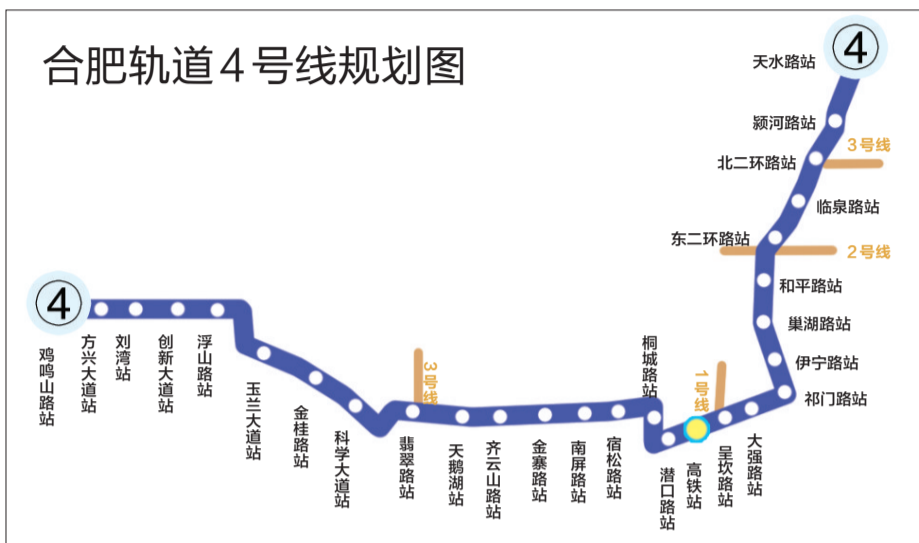 合肥轨道4号线规划图
4
天水路站
颍河路站
3号线
北二环路站
临泉路站
东二环路站
2号线
和平路站
巢湖路站
伊宁路站
祁门路站
4
鸡鸣山路站
方兴大道站
刘湾站
创新大道站
浮山路站
玉兰大道站
金桂路站
科学大道站
3号线
翡翠路站
天鹅湖站
齐云山路站
金寨路站
南屏路站
宿松路站
桐城路站
潜口路站
高铁站
1号线
呈坎路站
大强路站